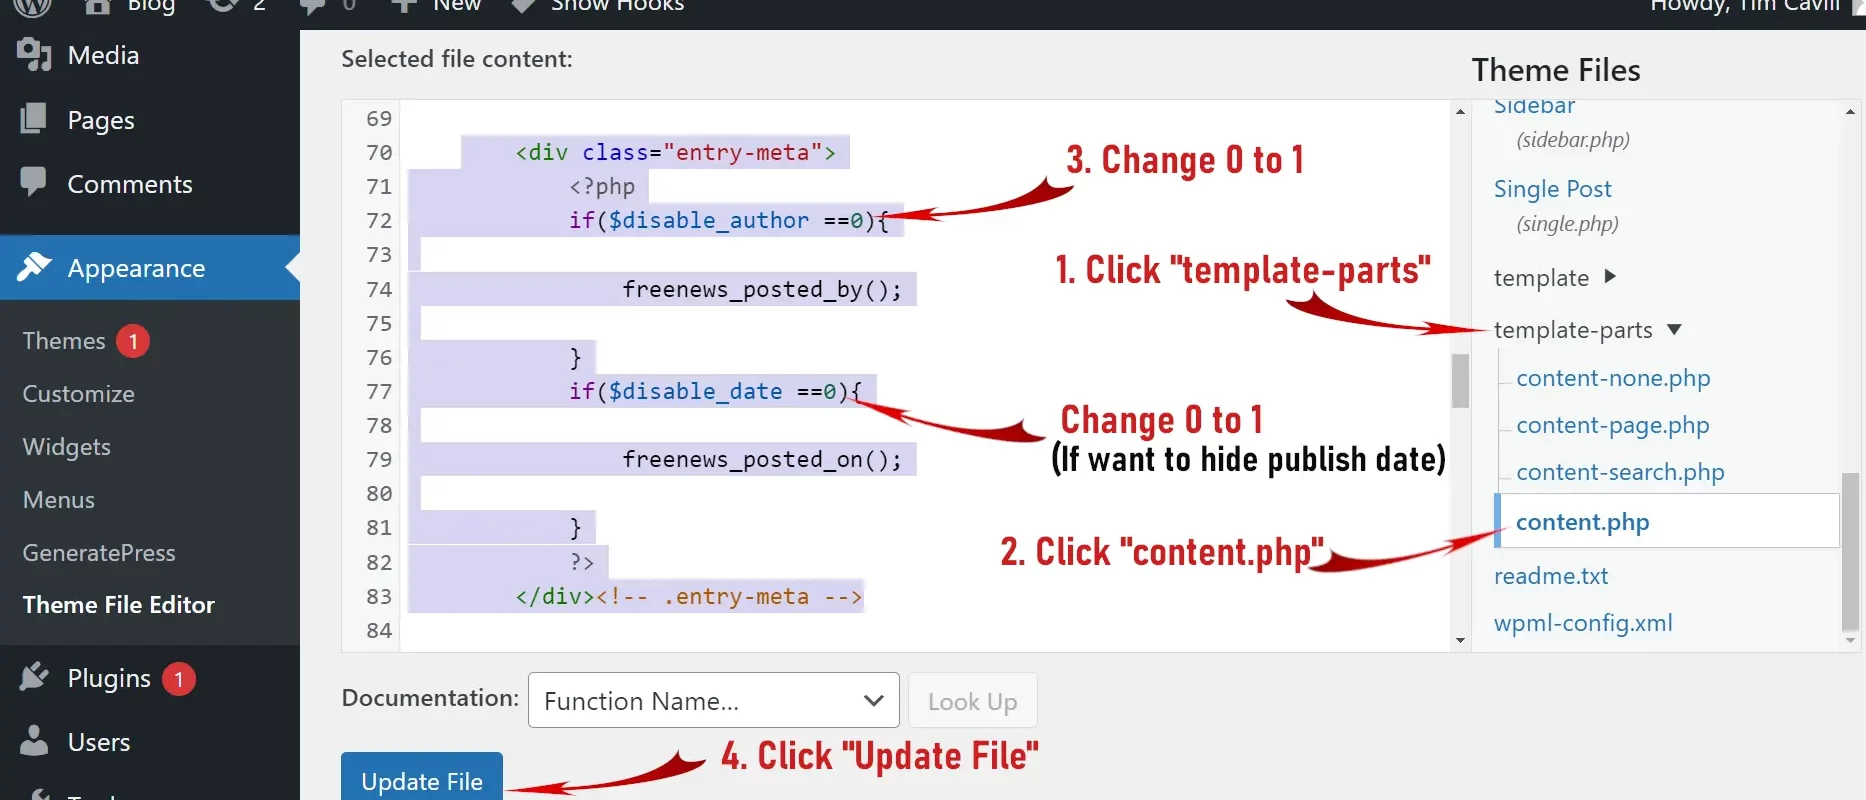 Blog 2 0 New Show Hooks
Howdy, Tim Cavill
Media
Pages
Comments
Appearance
Themes 1
Customize
Widgets
Menus
GeneratePress
Theme File Editor
Plugins 1
Users
Selected file content:
69
70 <div class="entry-meta">
71 <?php
72 if($disable_author ==0){
73
74 freenews_posted_by();
75
76 }
77 if($disable_date ==0){
78
79 freenews_posted_on();
80
81 }
82 ?>
83 </div><!-- .entry-meta -->
84
3. Change 0 to 1
1. Click "template-parts"
Change 0 to 1
(If want to hide publish date)
2. Click "content.php"
Theme Files
Sidebar
(sidebar.php)
Single Post
(single.php)
template
template-parts
content-none.php
content-page.php
content-search.php
content.php
readme.txt
wpml-config.xml
Documentation: Function Name... Look Up
Update File
4. Click "Update File"